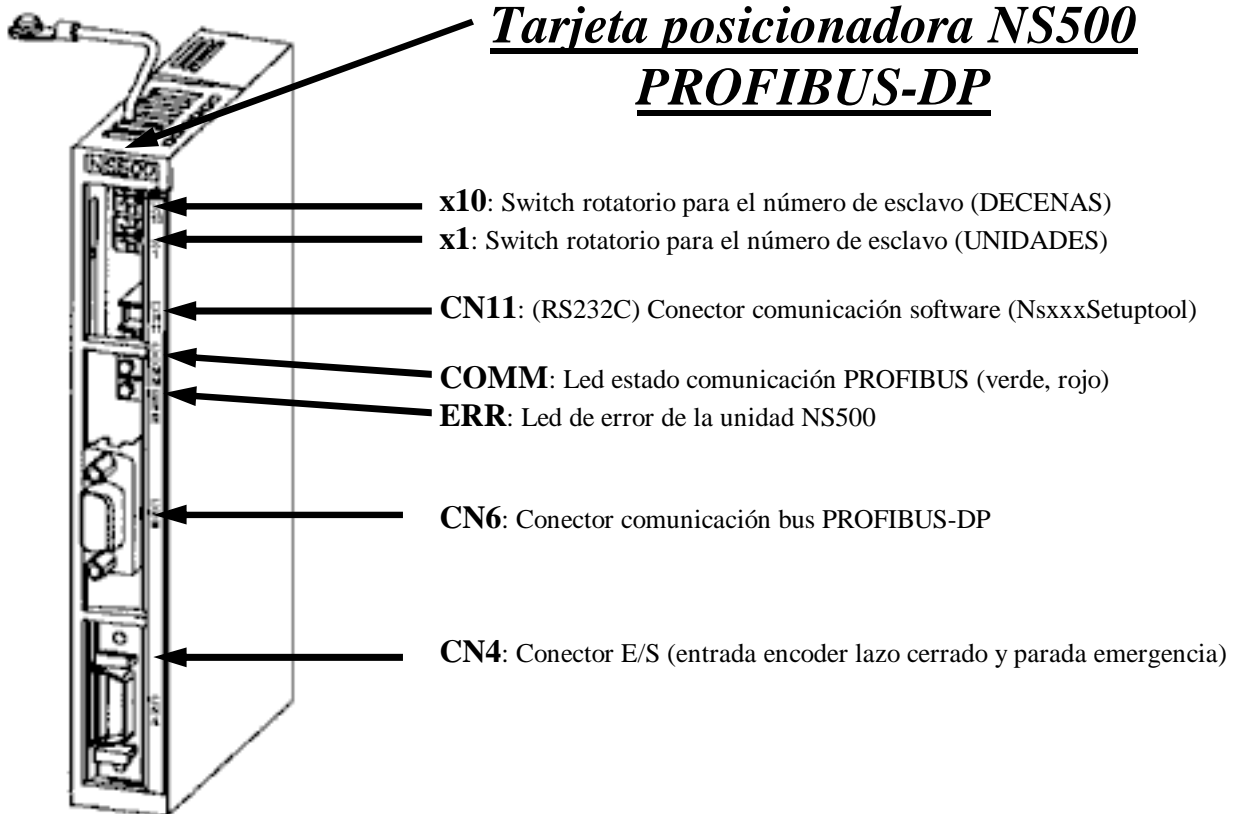 Tarjeta posicionadora NS500
PROFIBUS-DP
NS500
x10: Switch rotatorio para el número de esclavo (DECENAS)
x1: Switch rotatorio para el número de esclavo (UNIDADES)
CN11: (RS232C) Conector comunicación software (NsxxxSetuptool)
COMM: Led estado comunicación PROFIBUS (verde, rojo)
ERR: Led de error de la unidad NS500
CN6: Conector comunicación bus PROFIBUS-DP
CN4: Conector E/S (entrada encoder lazo cerrado y parada emergencia)